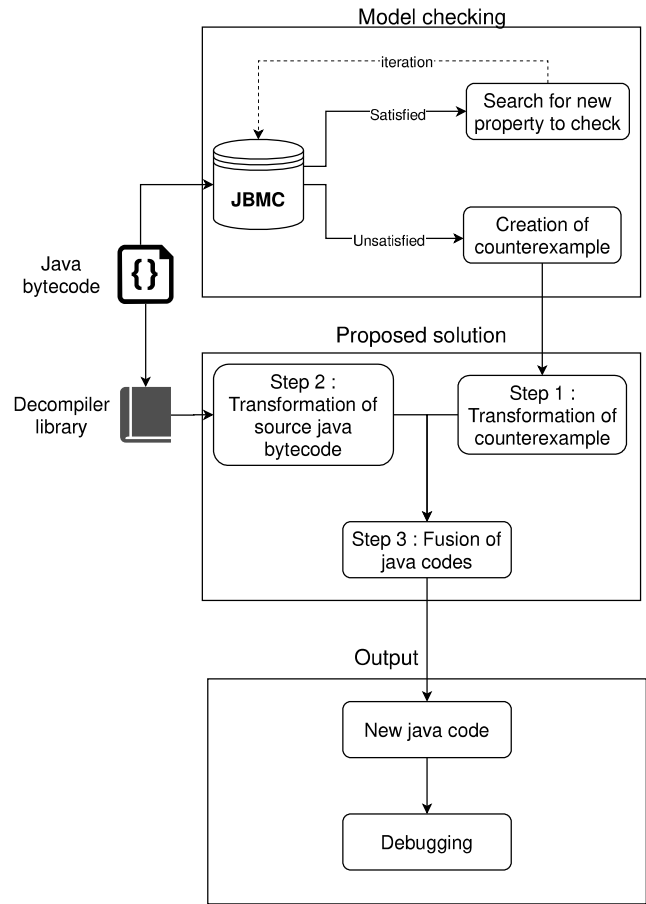 Model checking
iteration
Satisfied
Search for new
property to check
JBMC
Unsatisfied
Creation of
counterexample
Java
bytecode
{}
Proposed solution
Decompiler
library
Step 2 :
Transformation of
source java
bytecode
Step 1 :
Transformation of
counterexample
Step 3 : Fusion of
java codes
Output
New java code
Debugging